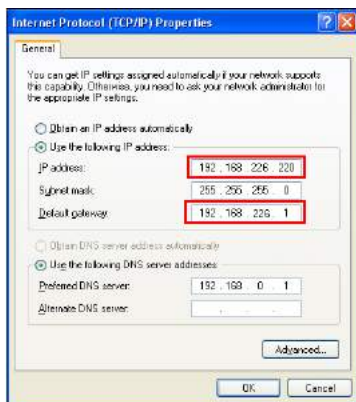 Internet Protocol (TCP/IP) Properties
General
You can get IP settings assigned automatically if your network supports
this capability. Otherwise, you need to ask your network administrator for
the appropriate IP settings.
Obtain an IP address automatically
Use the following IP address:
IP address: 192 . 168 . 226 . 220
Subnet mask: 255 . 255 . 255 . 0
Default gateway: 192 . 168 . 226 . 1
Obtain DNS server address automatically
Use the following DNS server addresses:
Preferred DNS server: 192 . 168 . 0 . 1
Alternate DNS server: . . .
Advanced...
OK Cancel